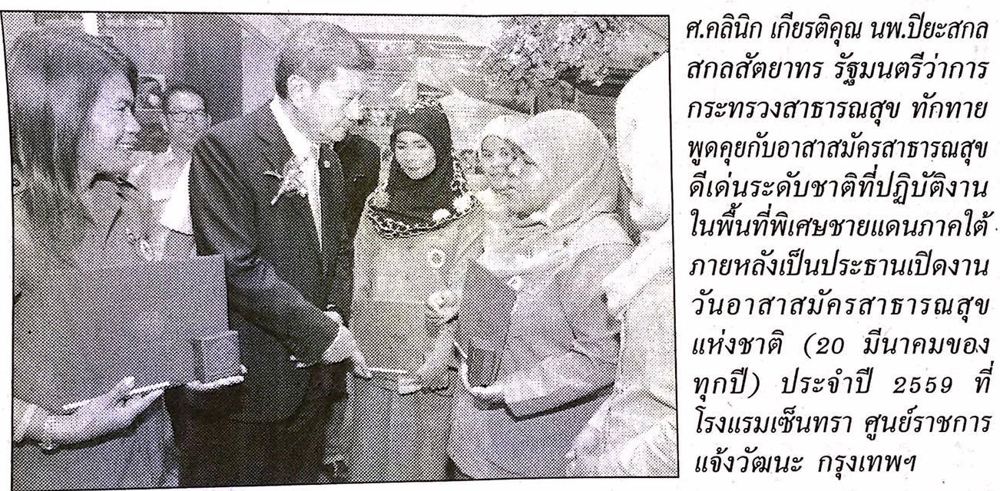 ศ.คลินิก เกียรติคุณ นพ.ปิยะสกล
สกลสัตยาทร รัฐมนตรีว่าการ
กระทรวงสาธารณสุข ทักทาย
พูดคุยกับอาสาสมัครสาธารณสุข
ดีเด่นระดับชาติที่ปฏิบัติงาน
ในพื้นที่พิเศษชายแดนภาคใต้
ภายหลังเป็นประธานเปิดงาน
วันอาสาสมัครสาธารณสุข
แห่งชาติ (20 มีนาคมของ
ทุกปี) ประจำปี 2559 ที่
โรงแรมเซ็นทรา ศูนย์ราชการ
แจ้งวัฒนะ กรุงเทพฯ